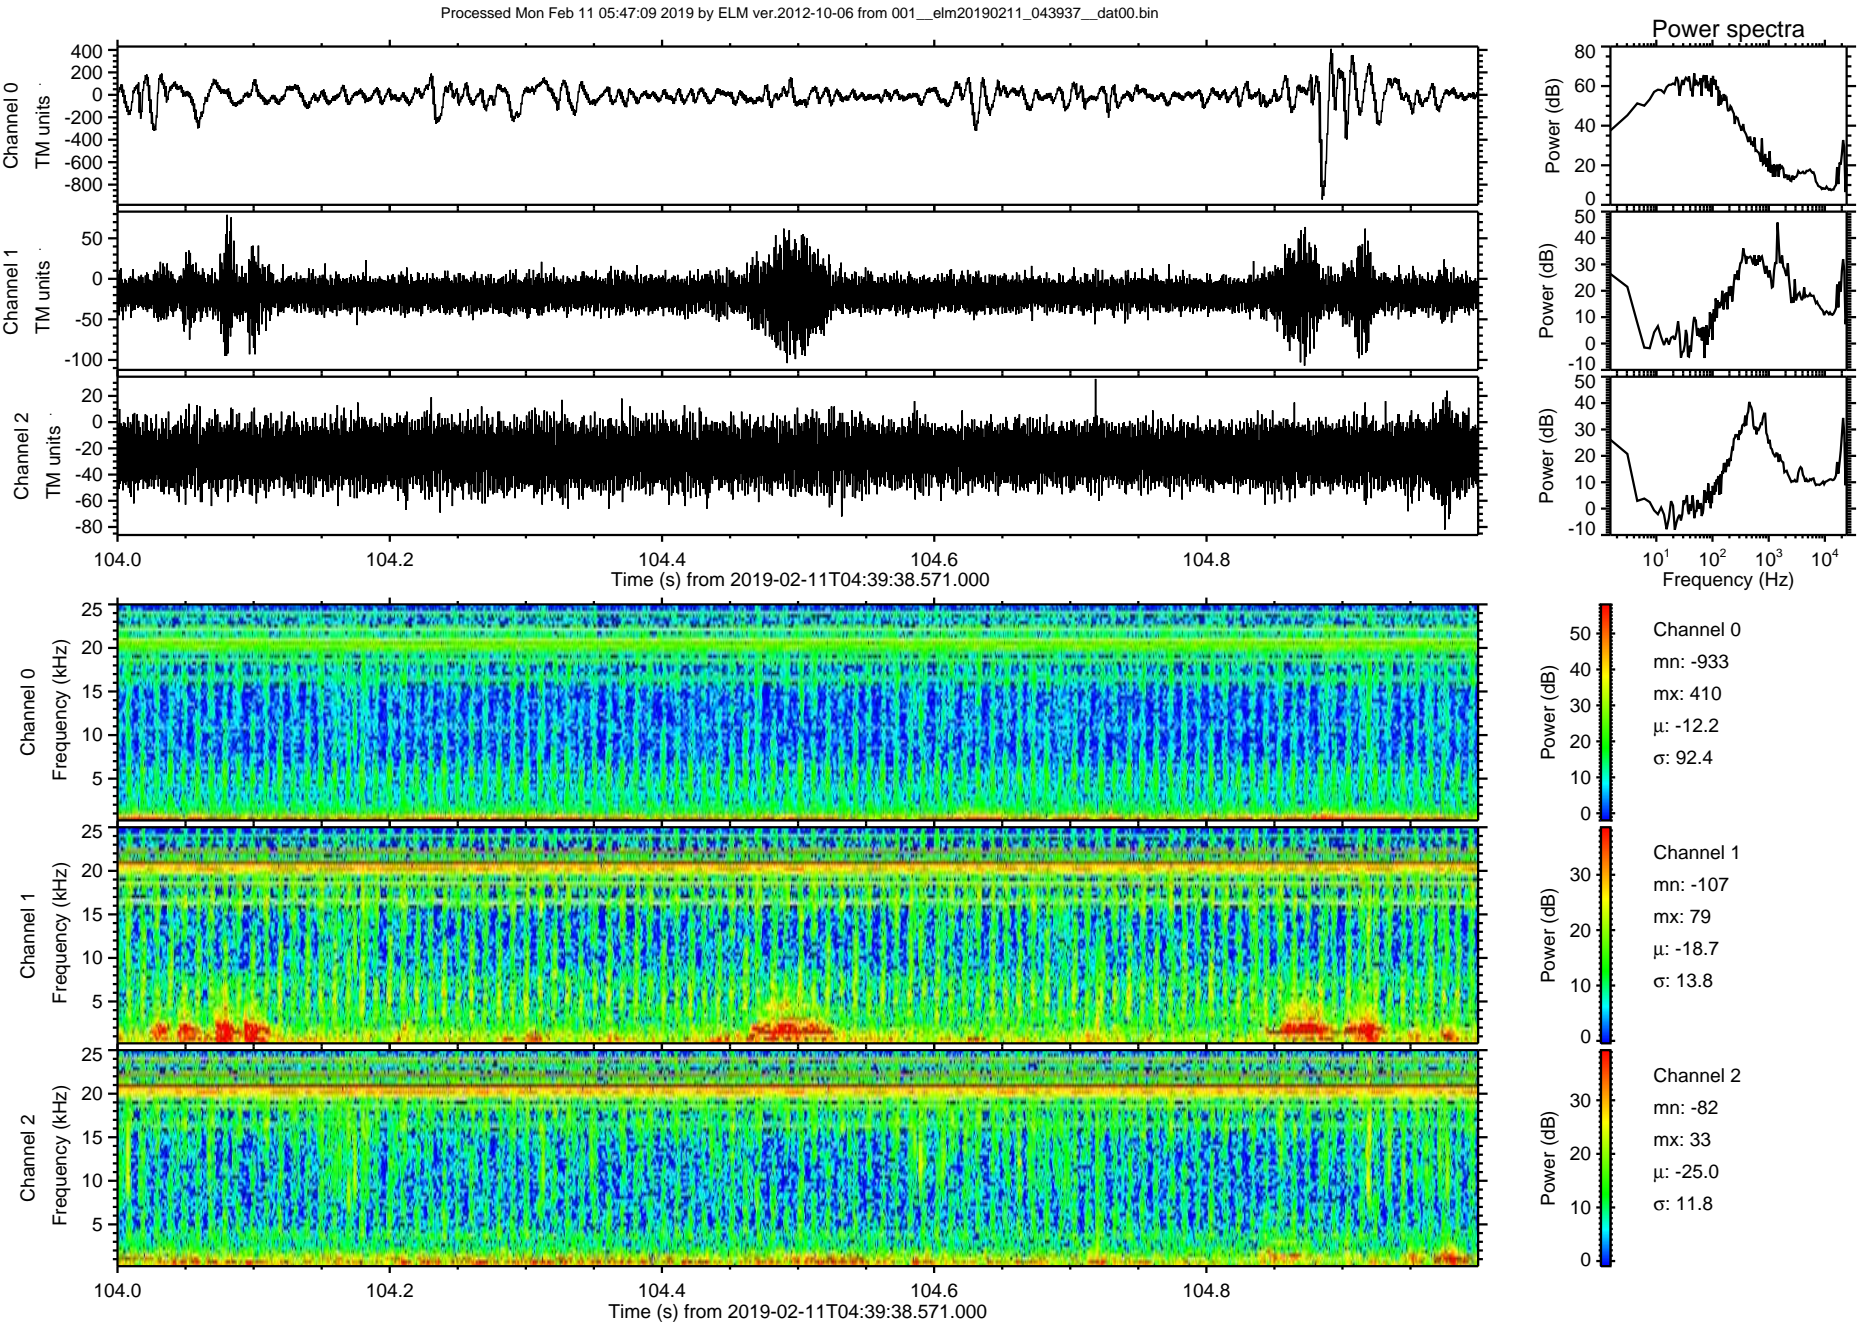 Processed Mon Feb 11 05:47:09 2019 by ELM ver.2012-10-06 from 001__elm20190211_043937__dat00.bin
Power spectra
Channel 0
TM units
400
200
0
-200
-400
-600
-800
Power (dB)
80
60
40
20
0
Channel 1
TM units
50
0
-50
-100
Power (dB)
50
40
30
20
10
0
-10
Channel 2
TM units
20
0
-20
-40
-60
-80
Power (dB)
50
40
30
20
10
0
-10
104.0 104.2 104.4 104.6 104.8
Time (s) from 2019-02-11T04:39:38.571.000
10¹ 10² 10³ 10⁴
Frequency (Hz)
Channel 0
Frequency (kHz)
25
20
15
10
5
Power (dB)
50
40
30
20
10
0
Channel 0
mn: -933
mx: 410
μ: -12.2
σ: 92.4
Channel 1
Frequency (kHz)
25
20
15
10
5
Power (dB)
30
20
10
0
Channel 1
mn: -107
mx: 79
μ: -18.7
σ: 13.8
Channel 2
Frequency (kHz)
25
20
15
10
5
Power (dB)
30
20
10
0
Channel 2
mn: -82
mx: 33
μ: -25.0
σ: 11.8
104.0 104.2 104.4 104.6 104.8
Time (s) from 2019-02-11T04:39:38.571.000